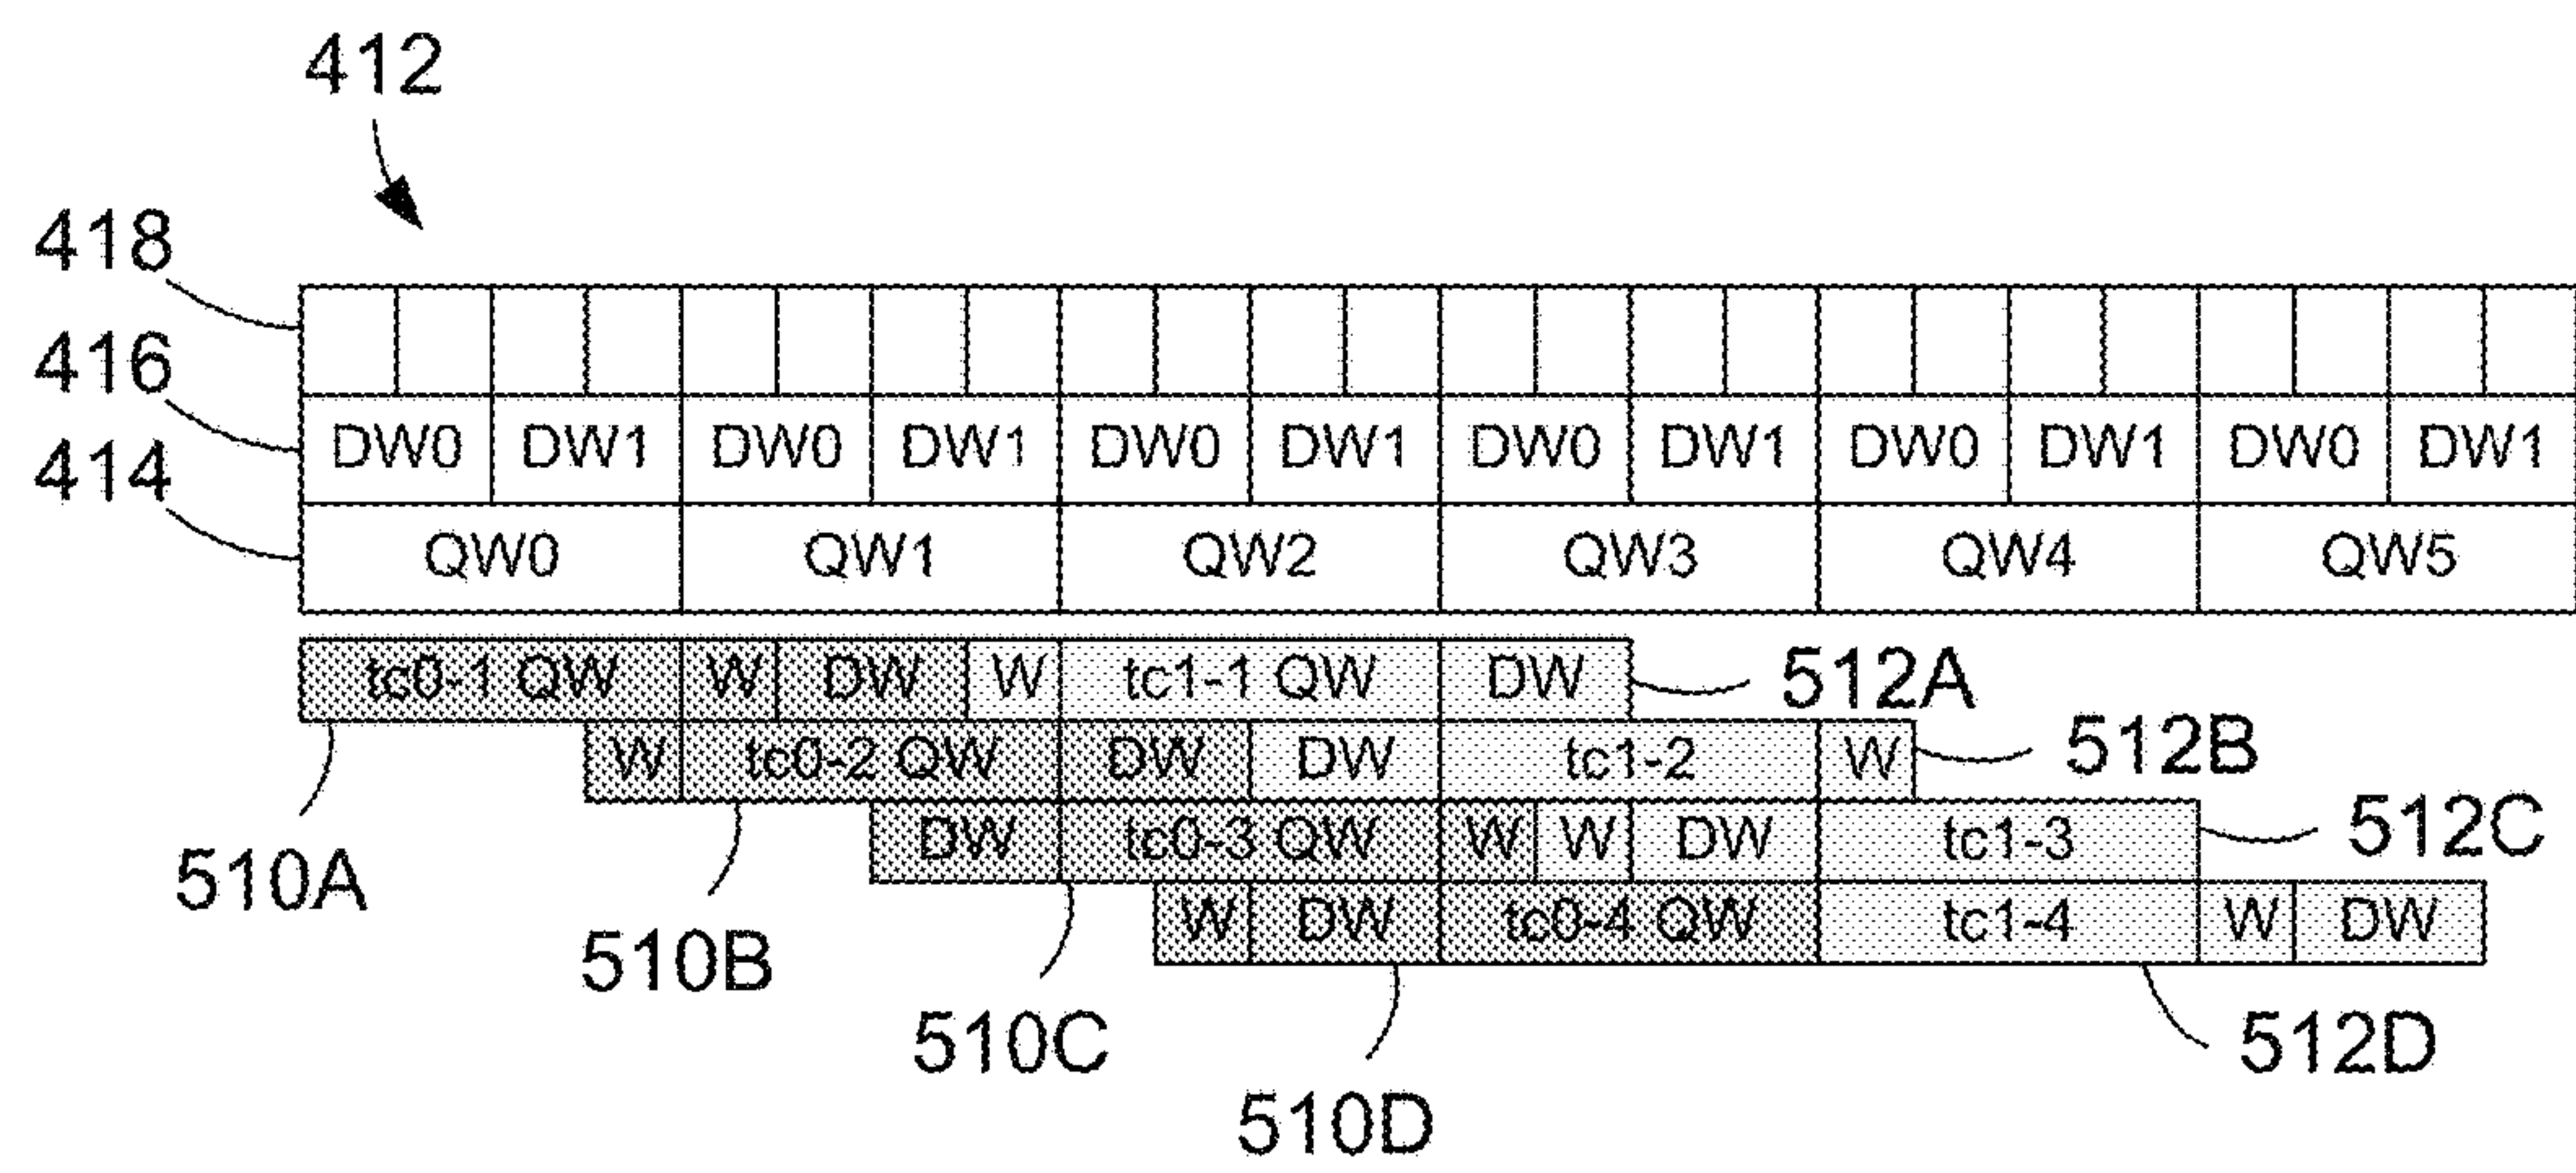 412
418
416
414
DW0 DW1 DW0 DW1 DW0 DW1 DW0 DW1 DW0 DW1 DW0 DW1
QW0 QW1 QW2 QW3 QW4 QW5
tc0-1 QW W DW W tc1-1 QW DW 512A
W tc0-2 QW DW DW tc1-2 W 512B
DW tc0-3 QW W W DW tc1-3 512C
W DW tc0-4 QW tc1-4 W DW
510A
510B
510C
512D
510D